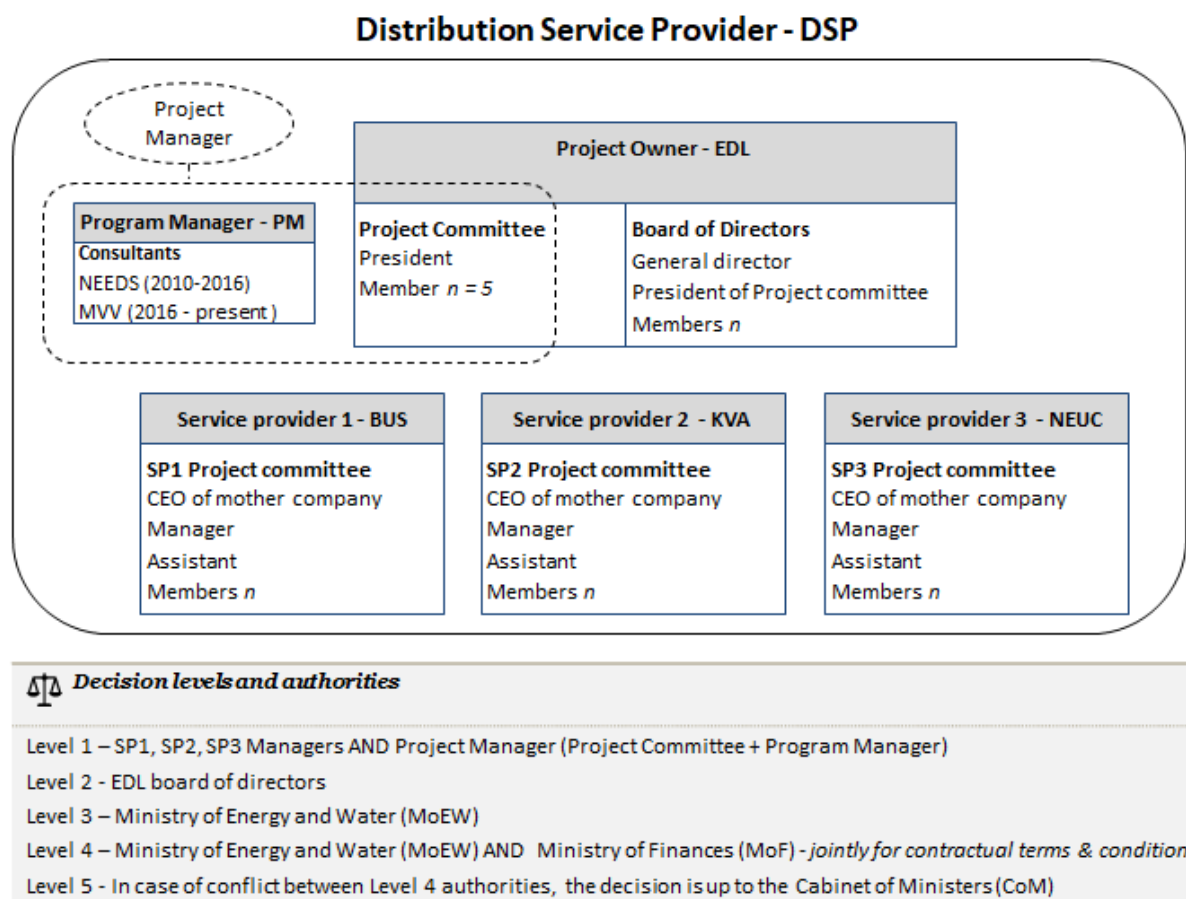 Distribution Service Provider - DSP
Project
Manager
Project Owner - EDL
Program Manager - PM
Consultants
NEEDS (2010-2016)
MVV (2016 - present )
Project Committee
President
Member n = 5
Board of Directors
General director
President of Project committee
Members n
Service provider 1 - BUS
SP1 Project committee
CEO of mother company
Manager
Assistant
Members n
Service provider 2 - KVA
SP2 Project committee
CEO of mother company
Manager
Assistant
Members n
Service provider 3 - NEUC
SP3 Project committee
CEO of mother company
Manager
Assistant
Members n
Decision levels and authorities
Level 1 – SP1, SP2, SP3 Managers AND Project Manager (Project Committee + Program Manager)
Level 2 - EDL board of directors
Level 3 – Ministry of Energy and Water (MoEW)
Level 4 – Ministry of Energy and Water (MoEW) AND Ministry of Finances (MoF) - jointly for contractual terms & condition
Level 5 - In case of conflict between Level 4 authorities, the decision is up to the Cabinet of Ministers (CoM)